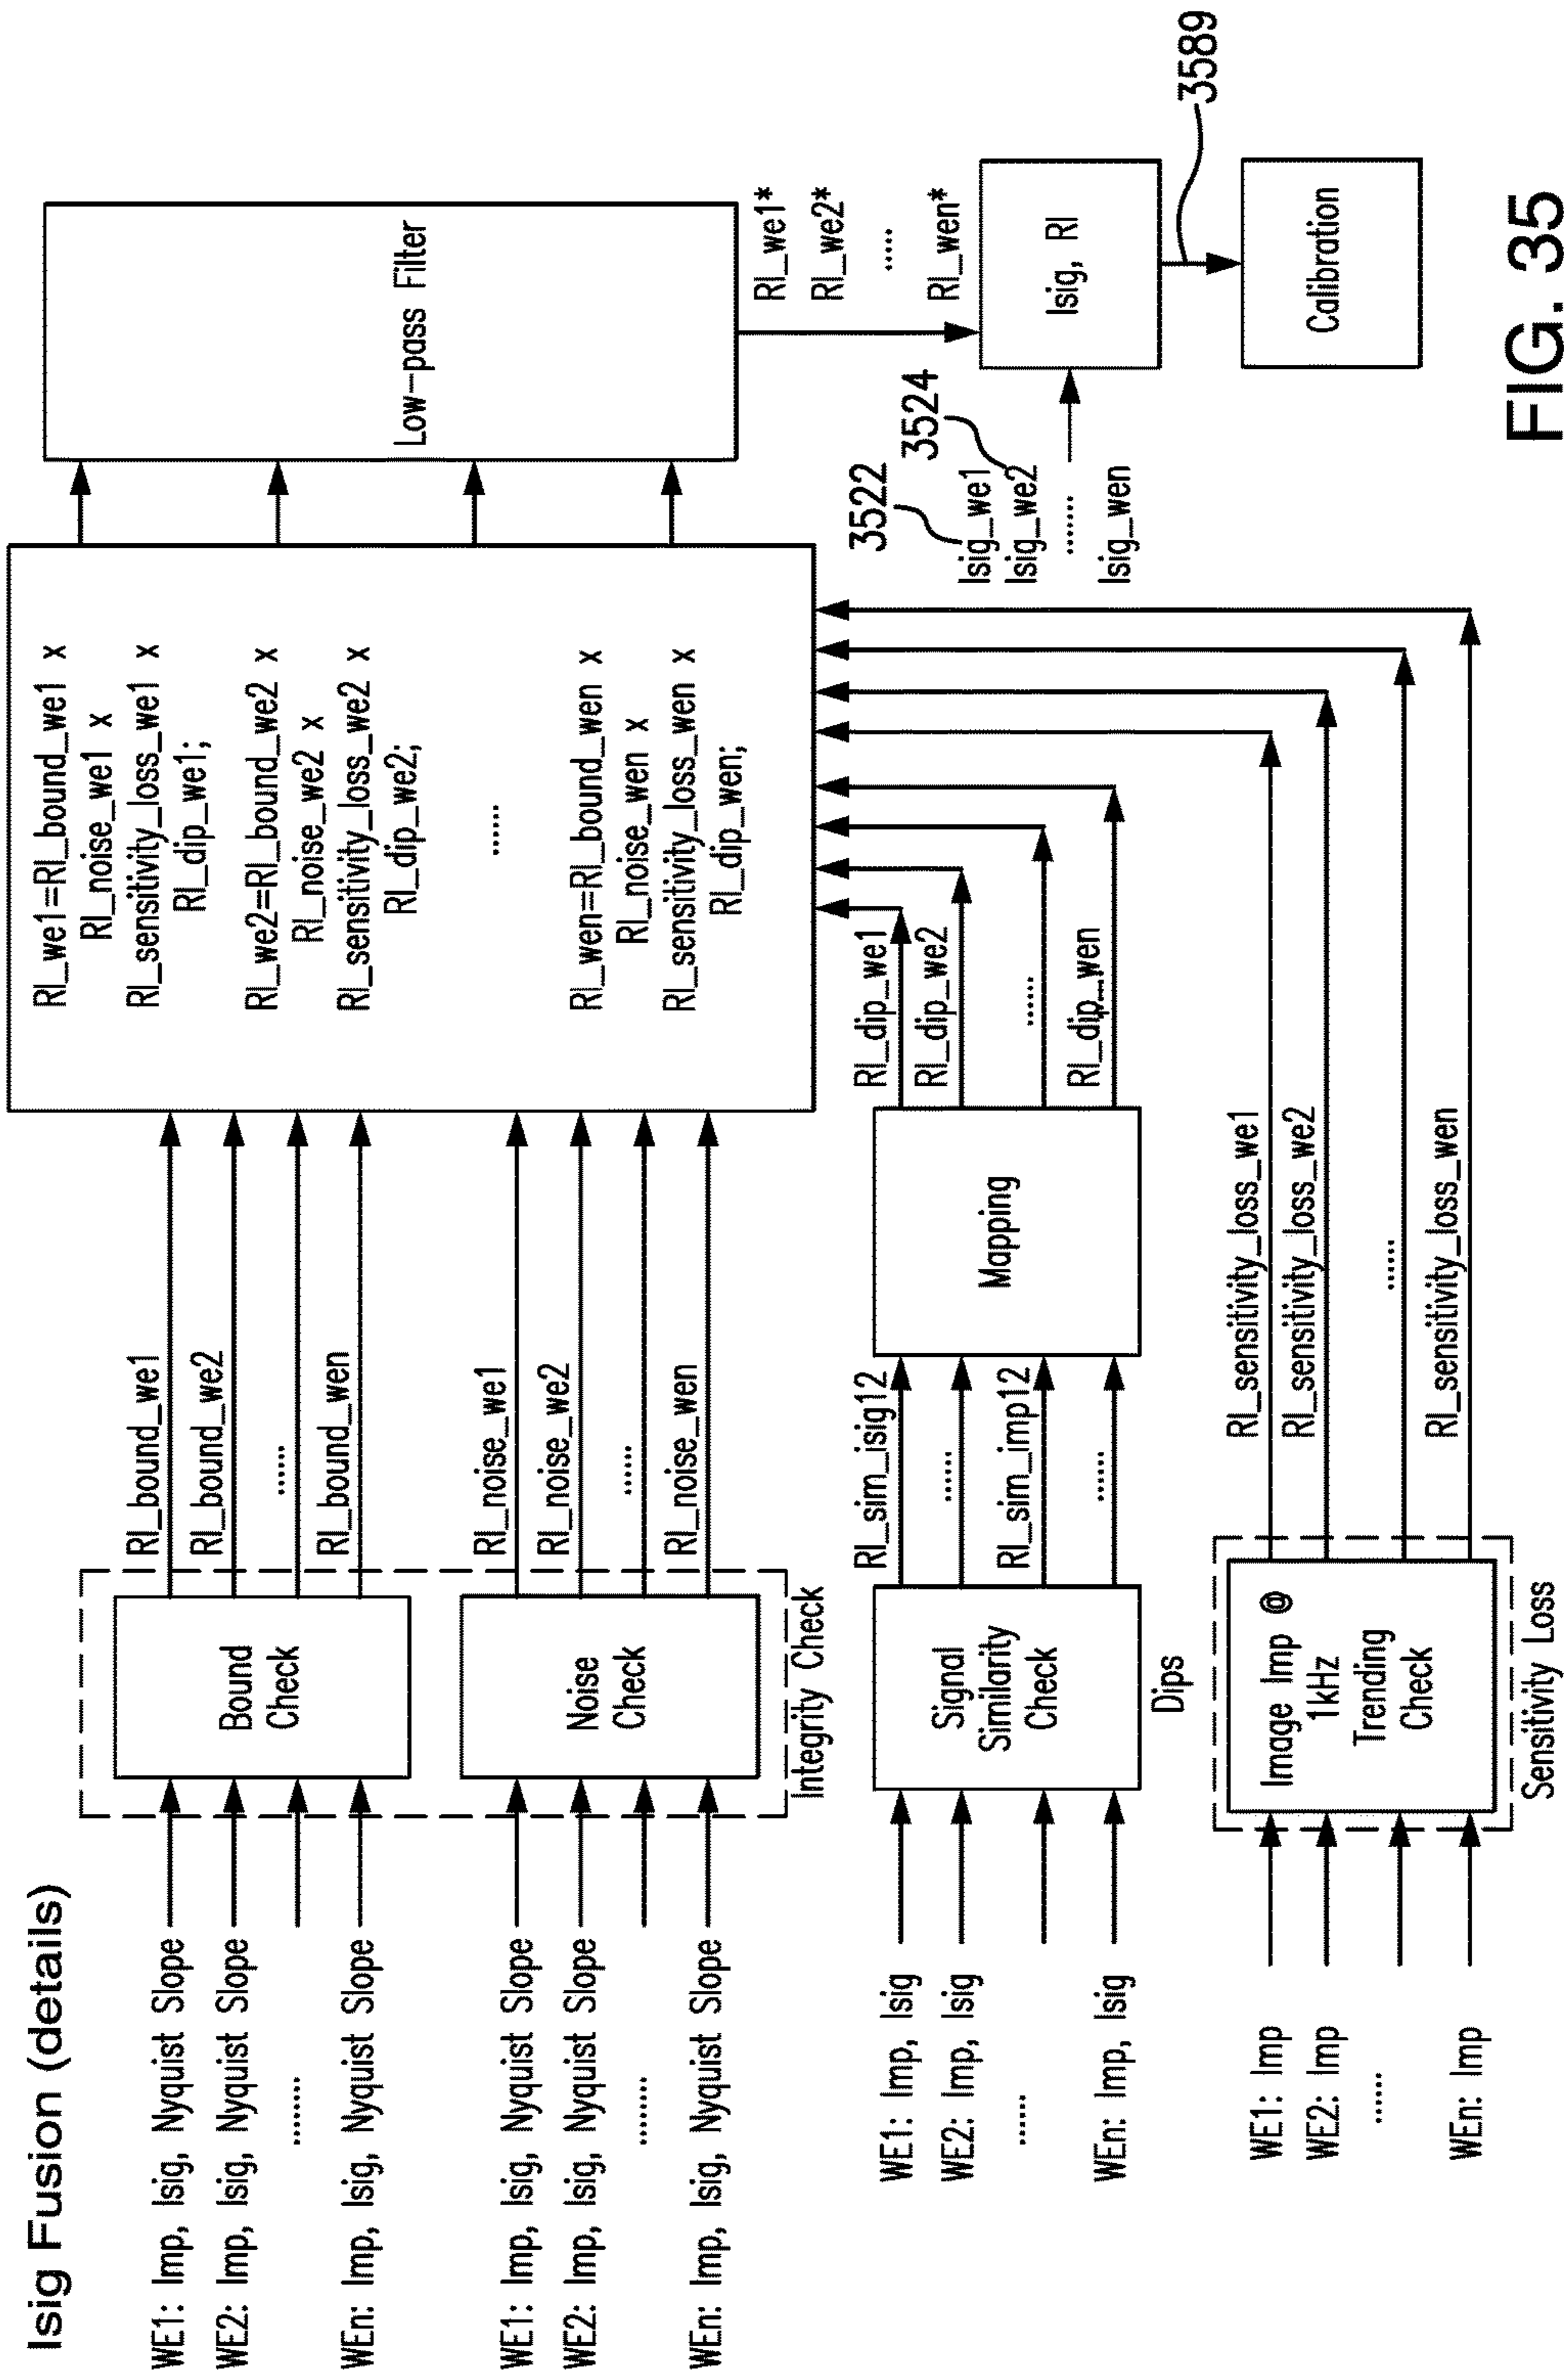 Isig Fusion (details)
WE1: Imp, Isig, Nyquist Slope
WE2: Imp, Isig, Nyquist Slope
........
WEn: Imp, Isig, Nyquist Slope
Bound
Check
RI_bound_we1
RI_bound_we2
......
RI_bound_wen
WE1: Imp, Isig, Nyquist Slope
WE2: Imp, Isig, Nyquist Slope
........
WEn: Imp, Isig, Nyquist Slope
Noise
Check
RI_noise_we1
RI_noise_we2
......
RI_noise_wen
Integrity Check
RI_we1=RI_bound_we1 x
RI_noise_we1 x
RI_sensitivity_loss_we1 x
RI_dip_we1;
RI_we2=RI_bound_we2 x
RI_noise_we2 x
RI_sensitivity_loss_we2 x
RI_dip_we2;
......
RI_wen=RI_bound_wen x
RI_noise_wen x
RI_sensitivity_loss_wen x
RI_dip_wen;
Low-pass Filter
RI_we1*
RI_we2*
.....
RI_wen*
WE1: Imp, Isig
WE2: Imp, Isig
......
WEn: Imp, Isig
Signal
Similarity
Check
Dips
RI_sim_isig12
......
RI_sim_imp12
......
Mapping
RI_dip_we1
RI_dip_we2
......
RI_dip_wen
3522
3524
Isig_we1
Isig_we2
.......
Isig_wen
Isig, RI
3589
Calibration
WE1: Imp
WE2: Imp
......
WEn: Imp
Image Imp @
1kHz
Trending
Check
Sensitivity Loss
RI_sensitivity_loss_we1
RI_sensitivity_loss_we2
......
RI_sensitivity_loss_wen
FIG. 35